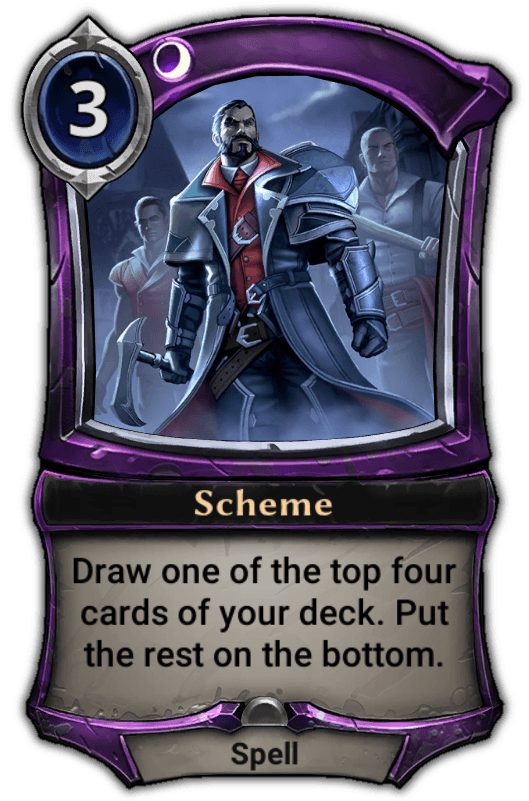 3
Scheme
Draw one of the top four
cards of your deck. Put
the rest on the bottom.
Spell